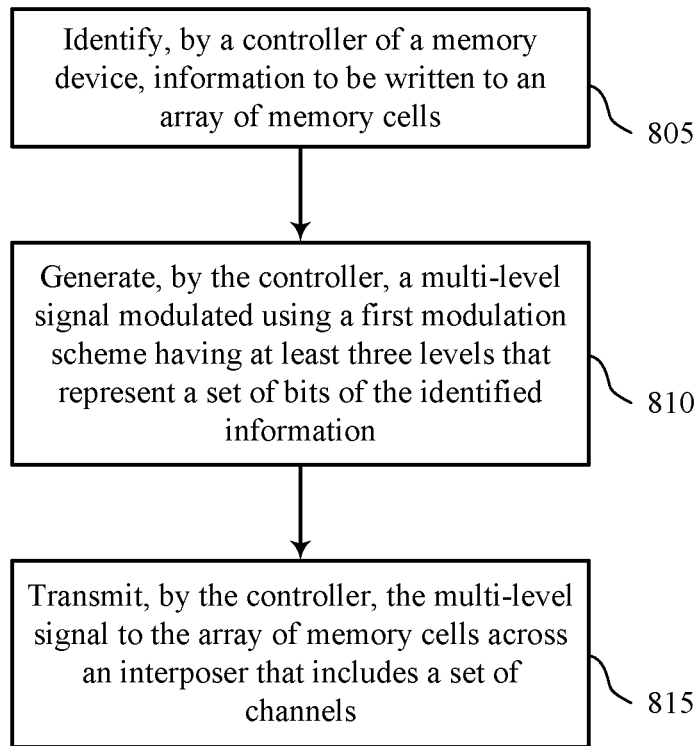 Identify, by a controller of a memory
device, information to be written to an
array of memory cells
805
Generate, by the controller, a multi-level
signal modulated using a first modulation
scheme having at least three levels that
represent a set of bits of the identified
information
810
Transmit, by the controller, the multi-level
signal to the array of memory cells across
an interposer that includes a set of
channels
815